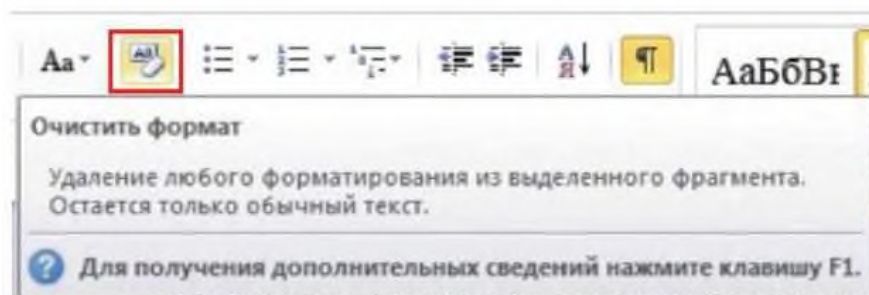 Aa
АаБбВı
Очистить формат
Удаление любого форматирования из выделенного фрагмента.
Остается только обычный текст.
Для получения дополнительных сведений нажмите клавишу F1.